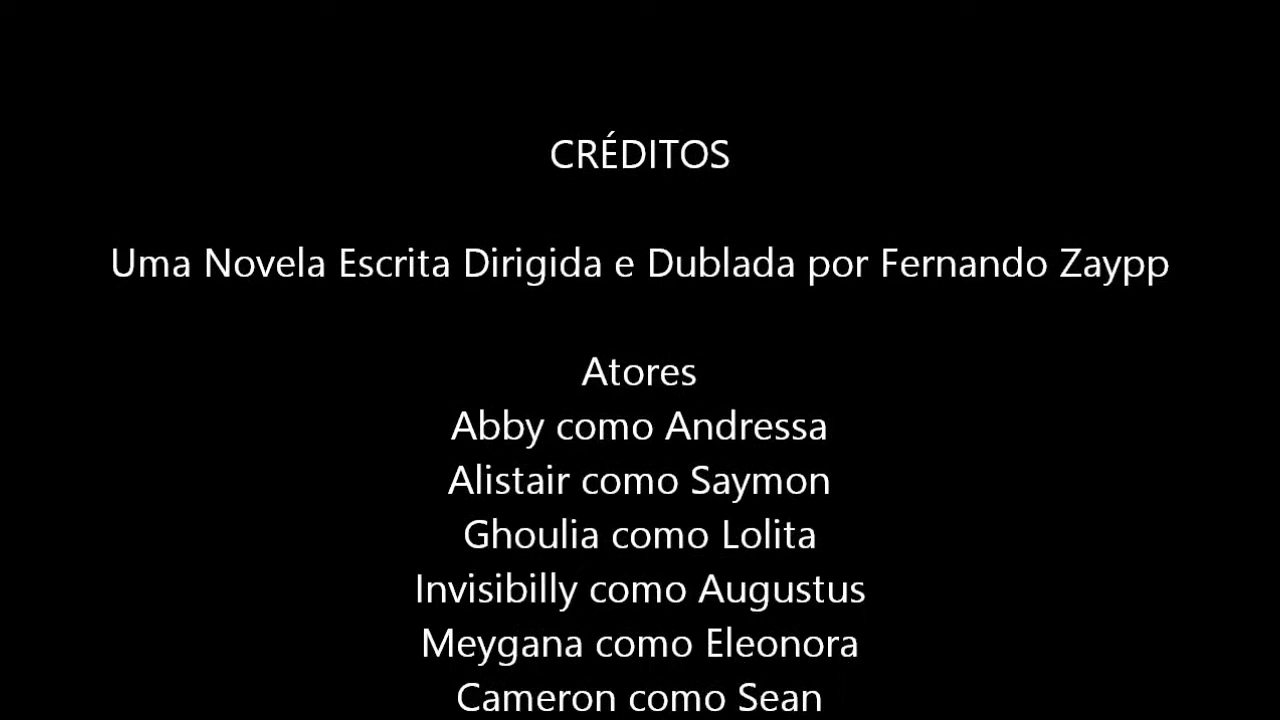 CRÉDITOS
Uma Novela Escrita Dirigida e Dublada por Fernando Zaypp
Atores
Abby como Andressa
Alistair como Saymon
Ghoulia como Lolita
Invisibilly como Augustus
Meygana como Eleonora
Cameron como Sean